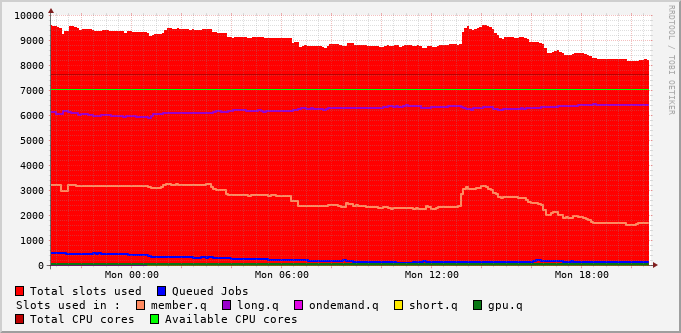 10000
9000
8000
7000
6000
5000
4000
3000
2000
1000
0
Mon 00:00 Mon 06:00 Mon 12:00 Mon 18:00
Total slots used Queued Jobs
Slots used in : member.q long.q ondemand.q short.q gpu.q
Total CPU cores Available CPU cores
RRDTOOL / TOBI OETIKER